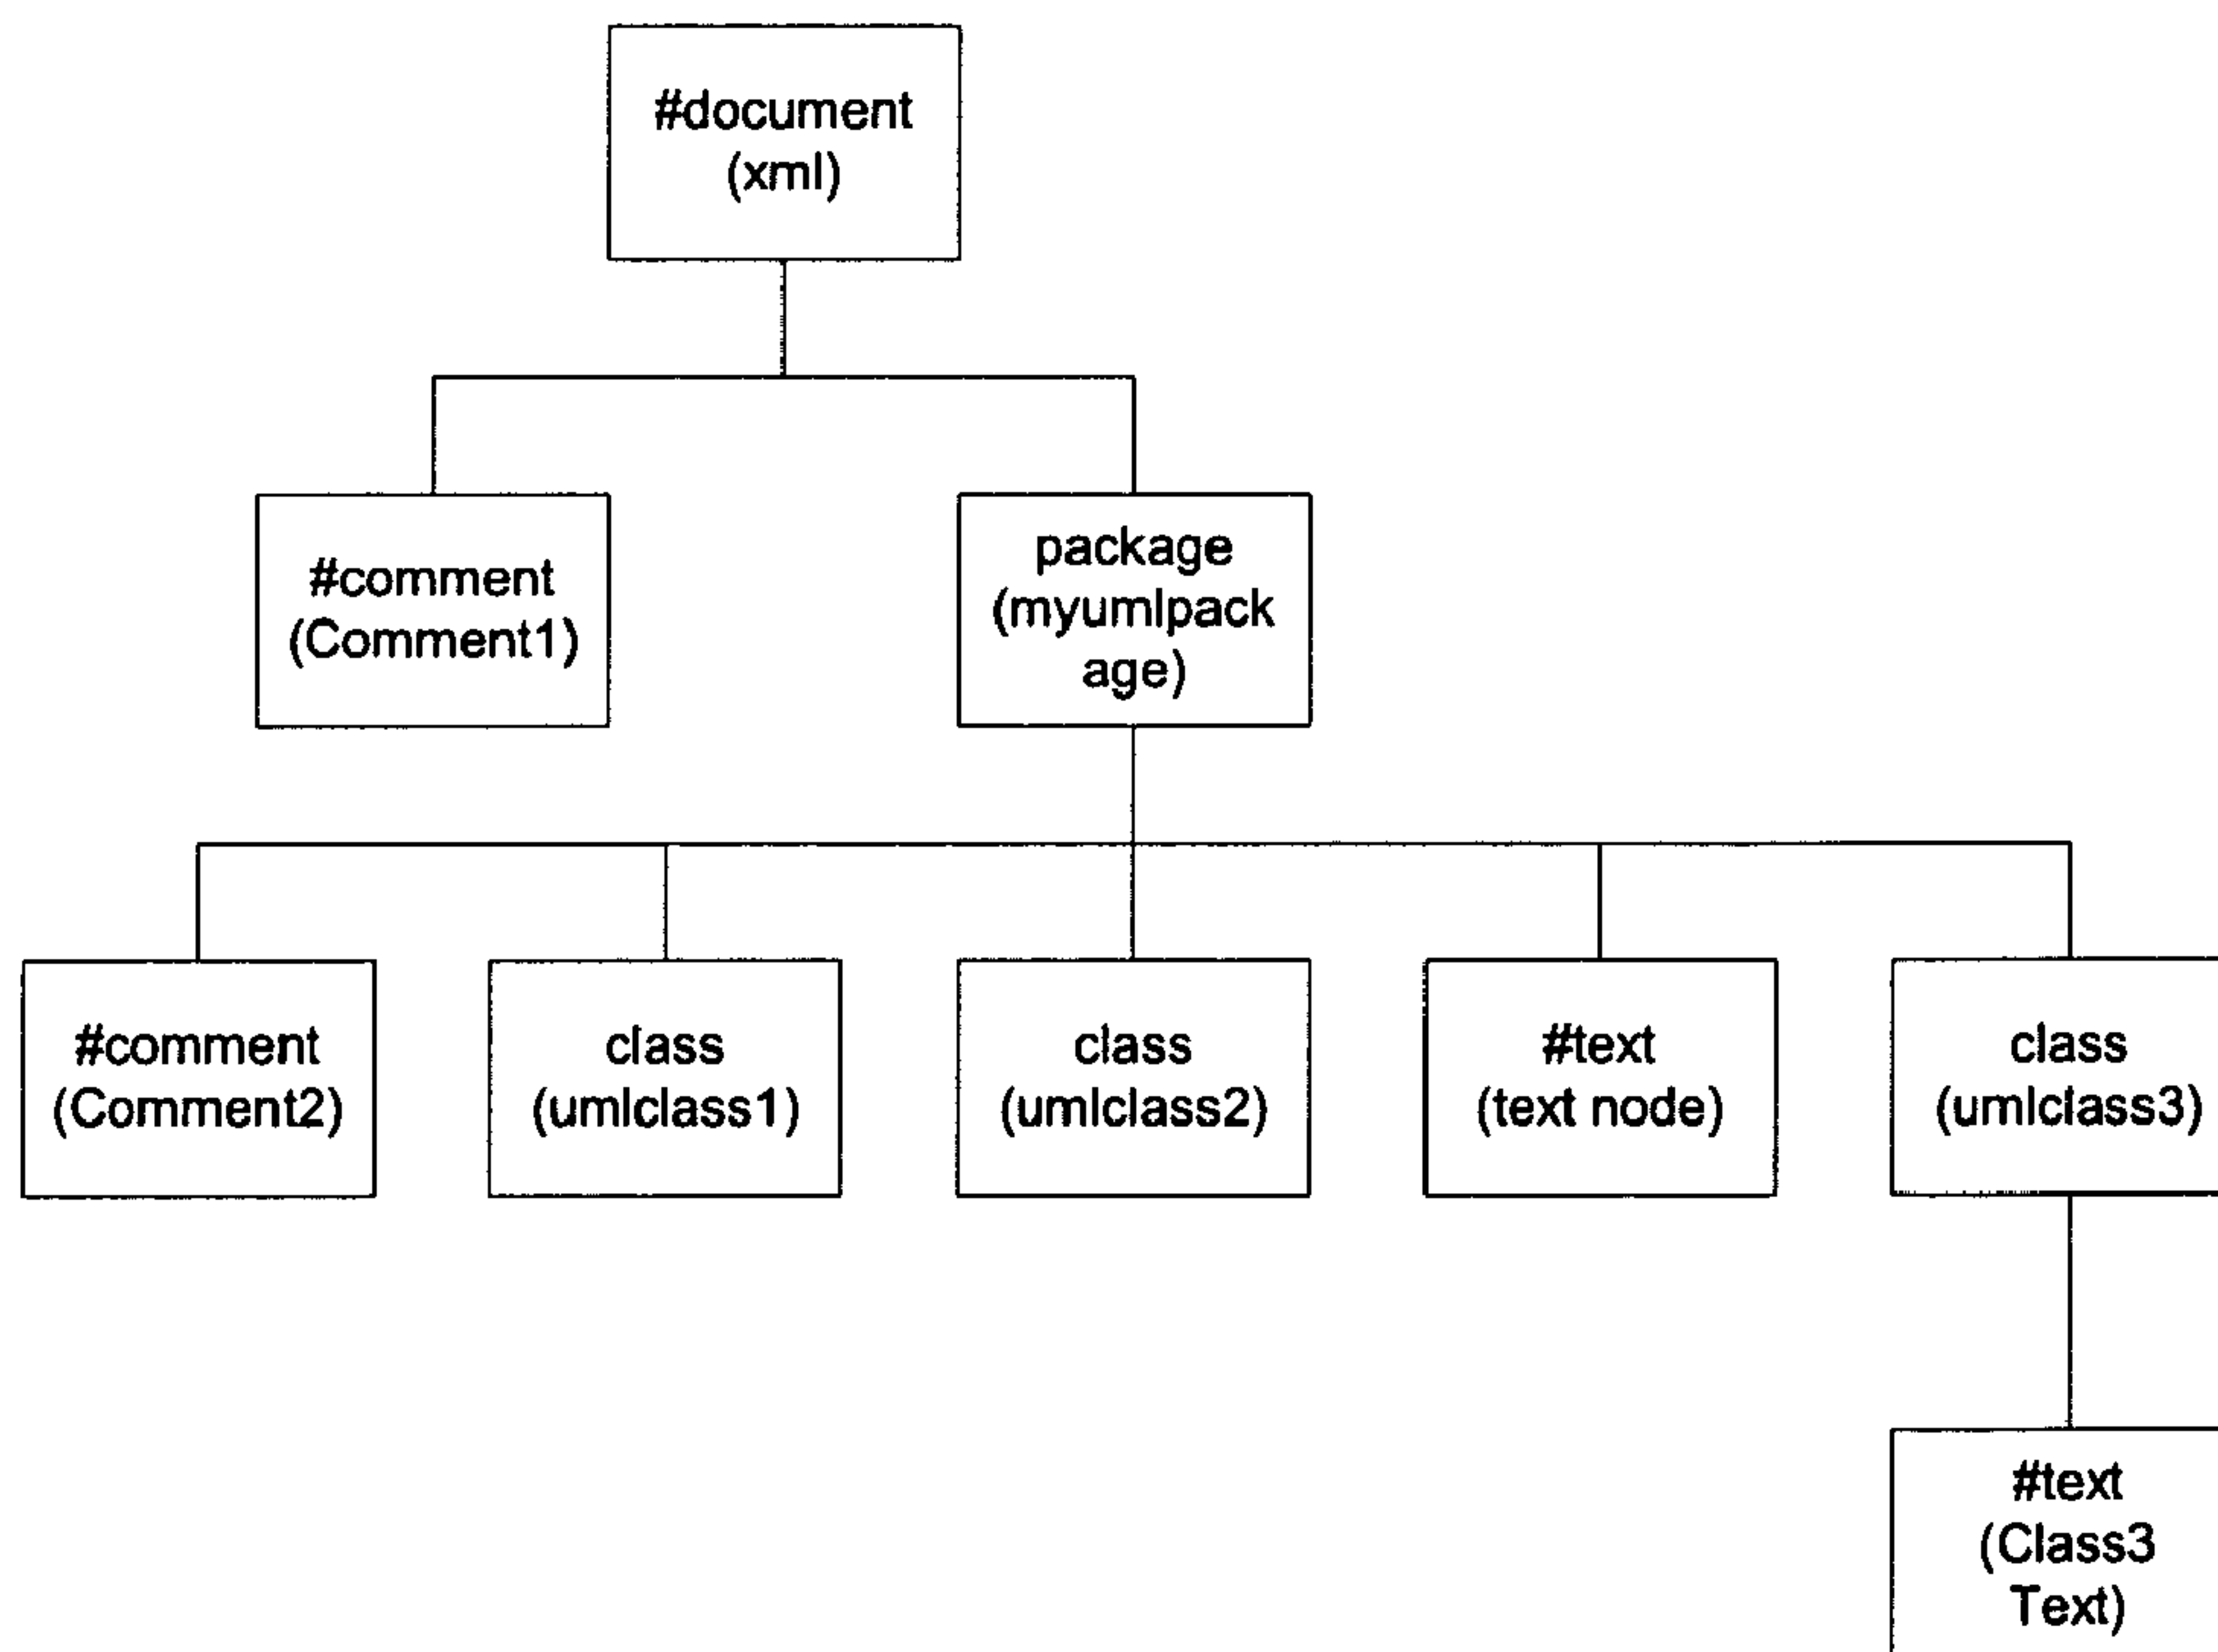 #document
(xml)
#comment
(Comment1)
package
(myumlpack
age)
#comment
(Comment2)
class
(umlclass1)
class
(umlclass2)
#text
(text node)
class
(umlclass3)
#text
(Class3
Text)